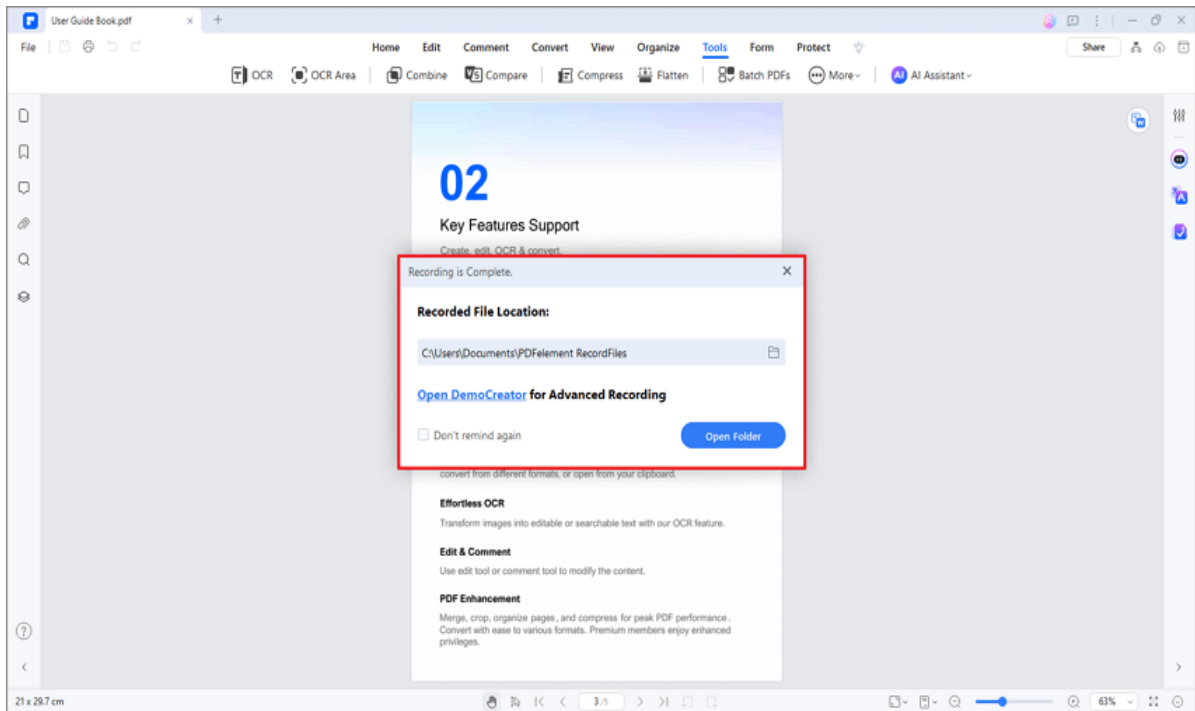 User Guide Book.pdf
File Home Edit Comment Convert View Organize Tools Form Protect Share
OCR OCR Area Combine Compare Compress Flatten Batch PDFs More AI AI Assistant
02
Key Features Support
Create, edit, OCR & convert.
Recording is Complete.
Recorded File Location:
C:\Users\Documents\PDFelement RecordFiles
Open DemoCreator for Advanced Recording
Don't remind again
Open Folder
convert from different formats, or open from your clipboard.
Effortless OCR
Transform images into editable or searchable text with our OCR feature.
Edit & Comment
Use edit tool or comment tool to modify the content.
PDF Enhancement
Merge, crop, organize pages, and compress for peak PDF performance.
Convert with ease to various formats. Premium members enjoy enhanced
privileges.
21 x 29.7 cm 3/5 63%